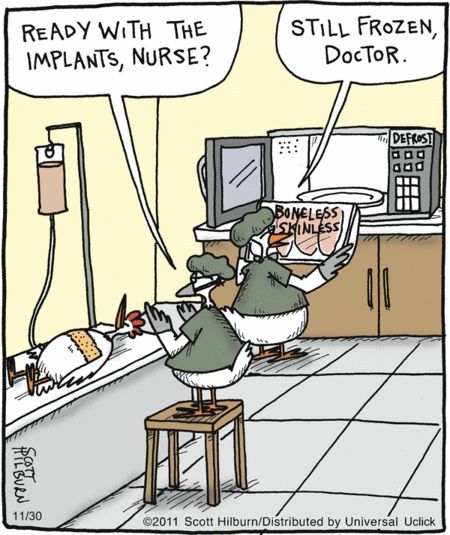 READY WITH THE
IMPLANTS, NURSE?
STILL FROZEN,
DOCTOR.
DEFROST
BONELESS
SKINLESS
SCOTT
HILBURN
11/30
©2011 Scott Hilburn/Distributed by Universal Uclick